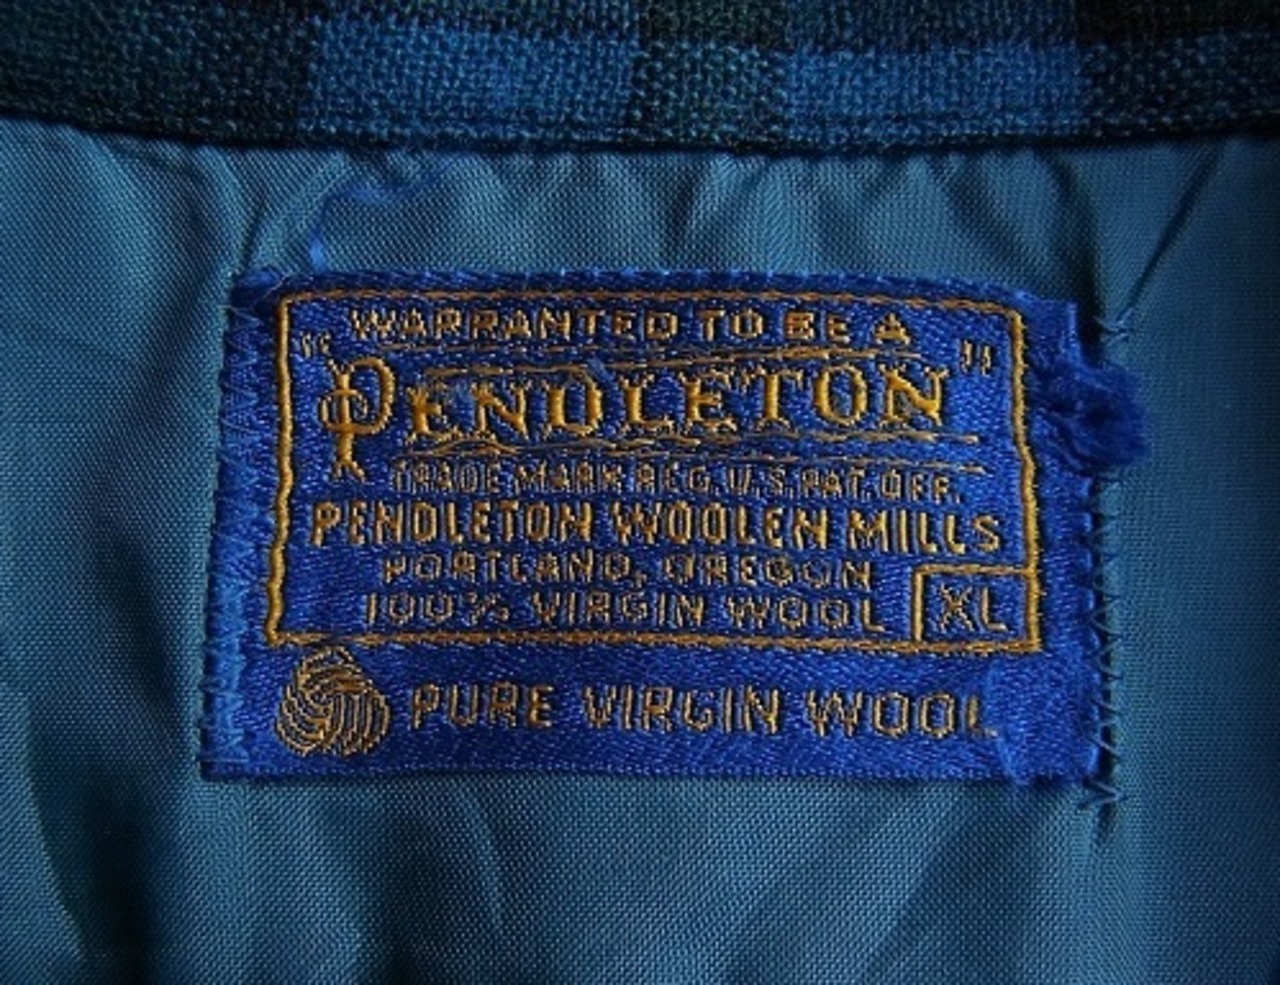 WARRANTED TO BE A
"PENDLETON"
TRADE MARK REG. U.S. PAT. OFF.
PENDLETON WOOLEN MILLS
PORTLAND, OREGON
100% VIRGIN WOOL XL
PURE VIRGIN WOOL